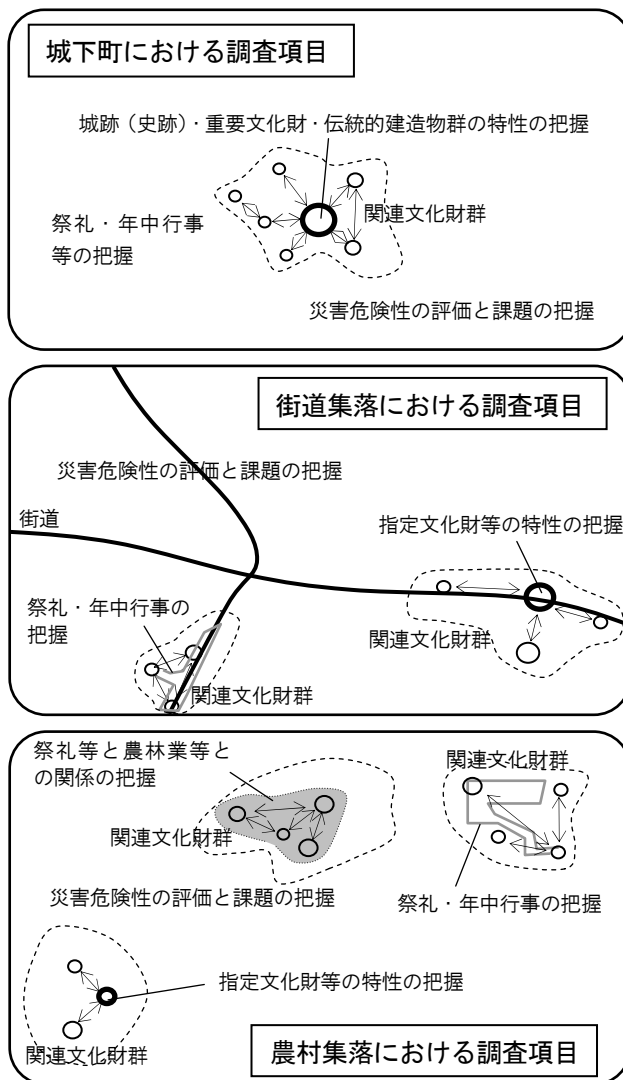 城下町における調査項目
城跡（史跡）・重要文化財・伝統的建造物群の特性の把握
関連文化財群
祭礼・年中行事
等の把握
災害危険性の評価と課題の把握
街道集落における調査項目
災害危険性の評価と課題の把握
街道
指定文化財等の特性の把握
祭礼・年中行事の
把握
関連文化財群
関連文化財群
祭礼等と農林業等と
の関係の把握
関連文化財群
関連文化財群
災害危険性の評価と課題の把握
祭礼・年中行事の把握
指定文化財等の特性の把握
関連文化財群
農村集落における調査項目